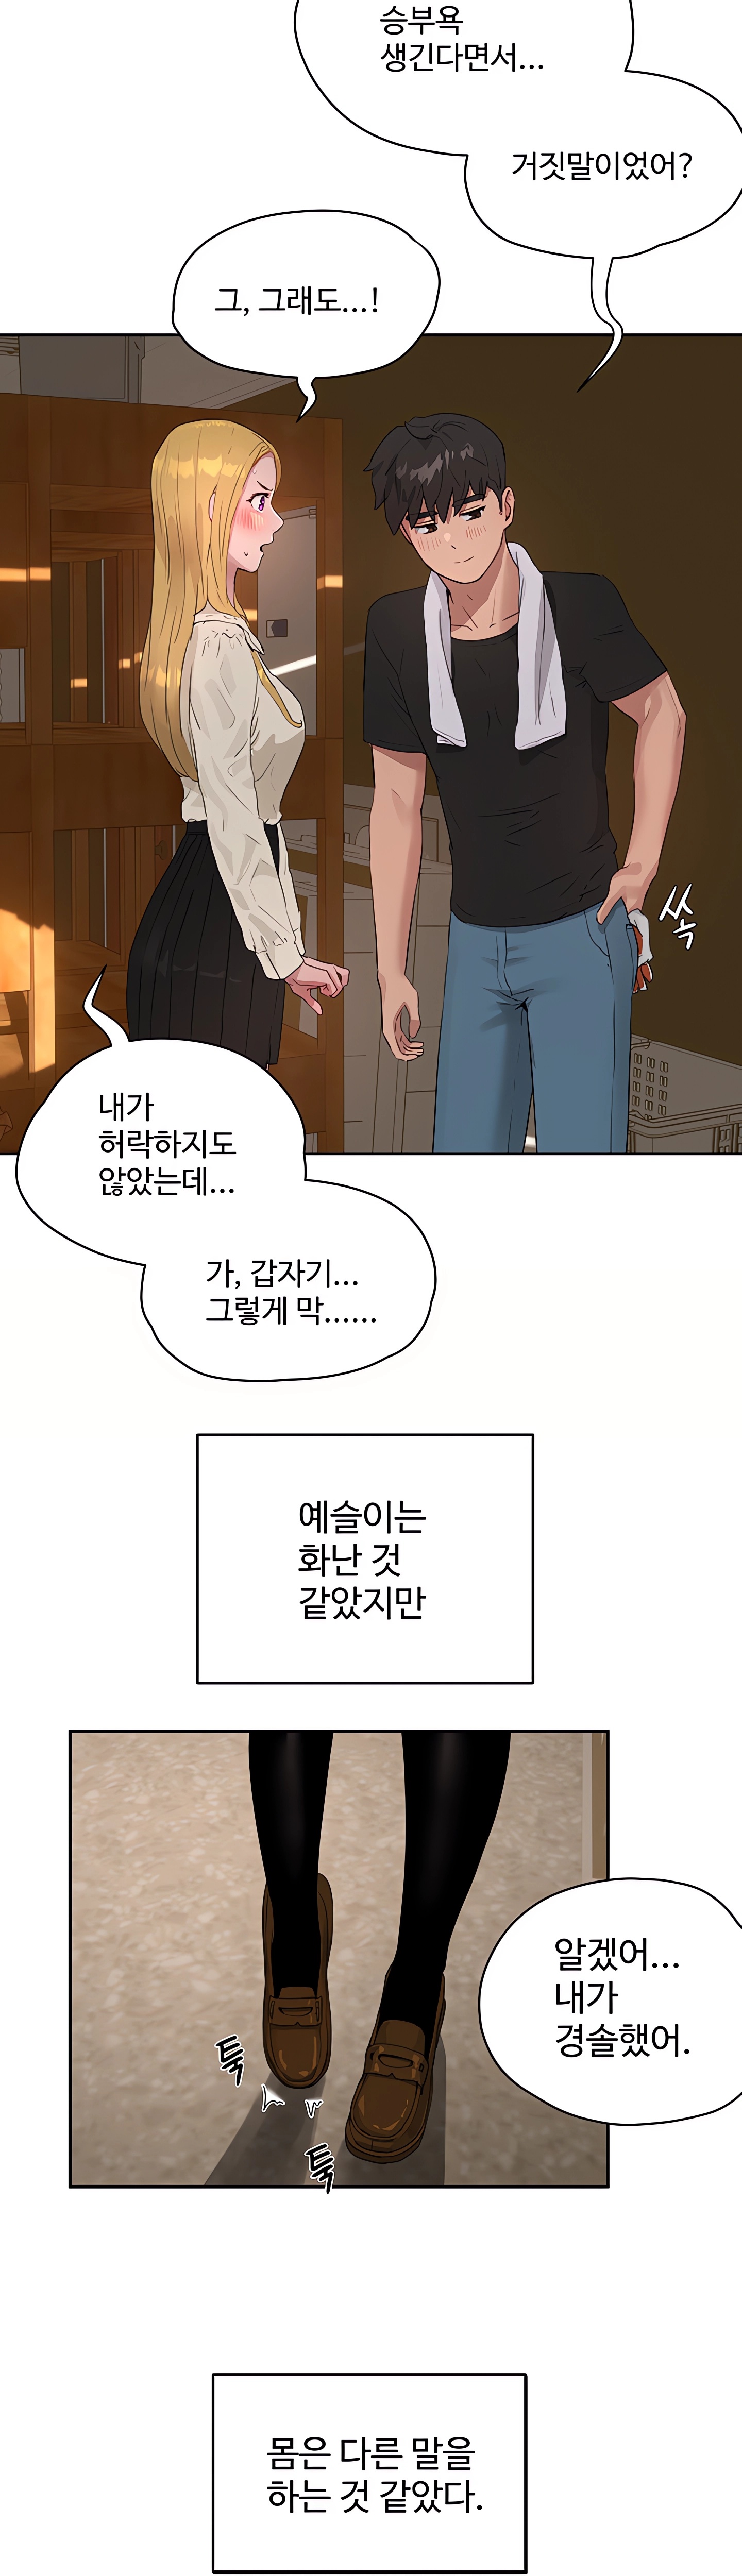 승부욕
생긴다면서...
거짓말이었어?
그, 그래도...!
쏙
내가
허락하지도
않았는데...
가, 갑자기...
그렇게 막......
예슬이는
화난 것
같았지만
알겠어...
내가
경솔했어.
툭
툭
몸은 다른 말을
하는 것 같았다.